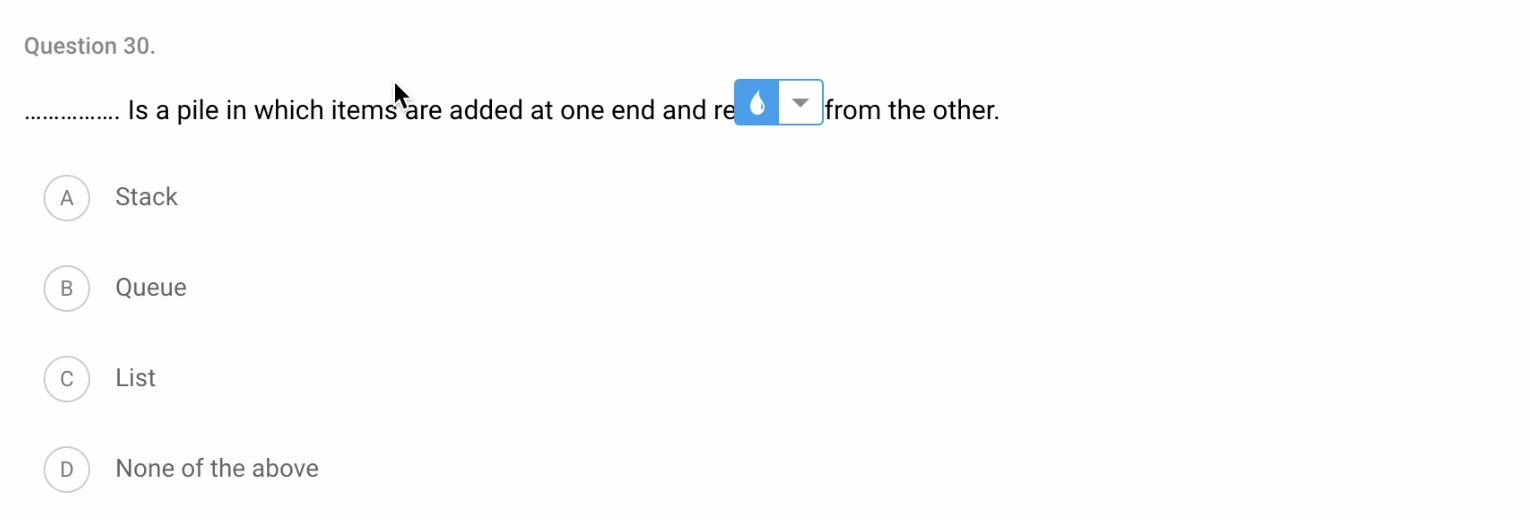 Question 30.
................ Is a pile in which items are added at one end and from the other.
A Stack
B Queue
C List
D None of the above